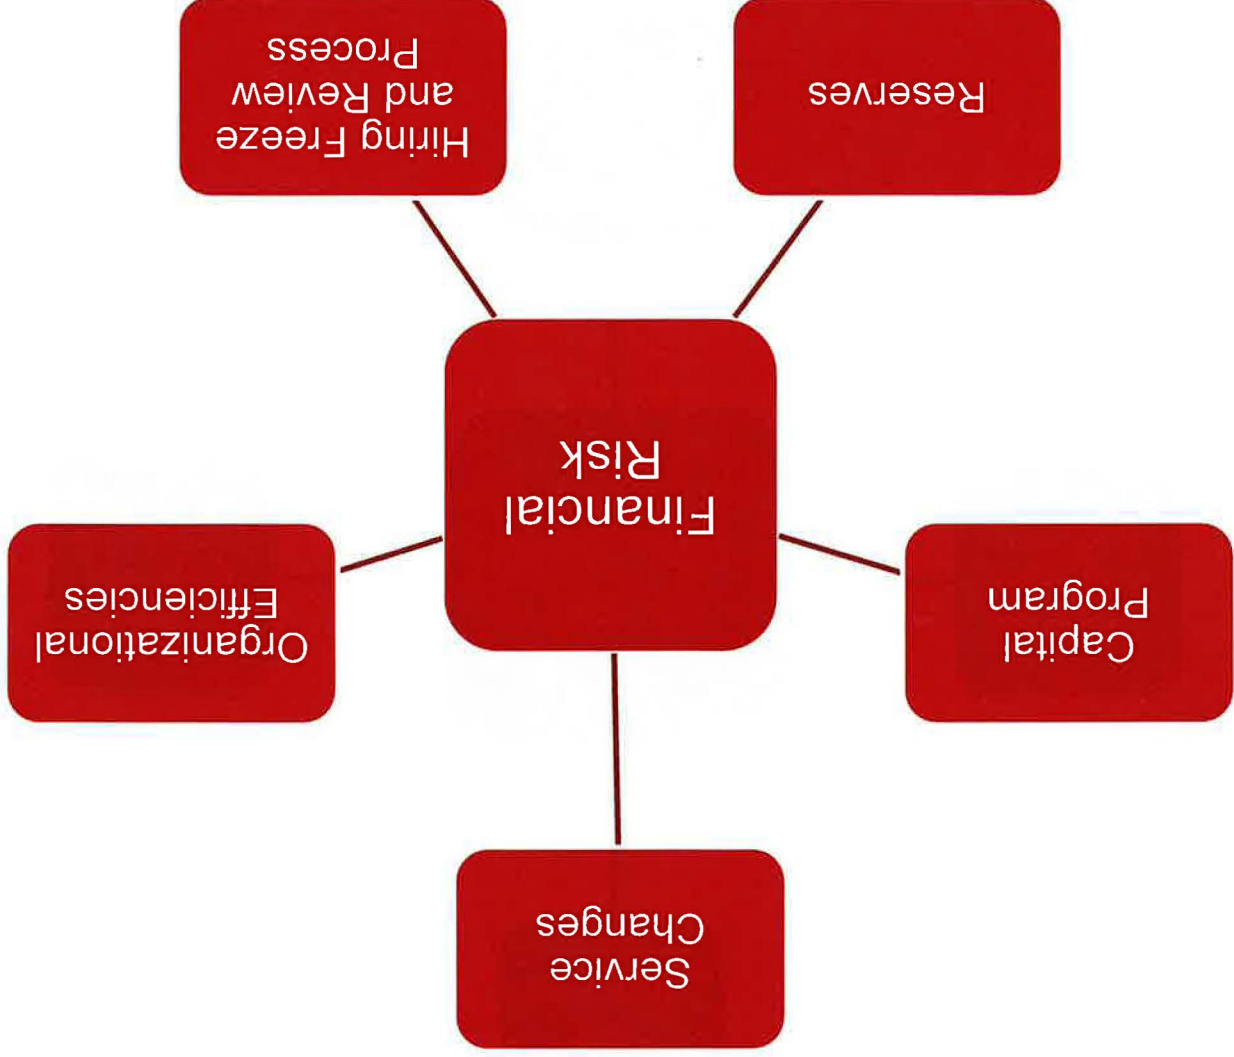 Service
Changes
Capital
Program
Organizational
Efficiencies
Financial
Risk
Reserves
Hiring Freeze
and Review
Process